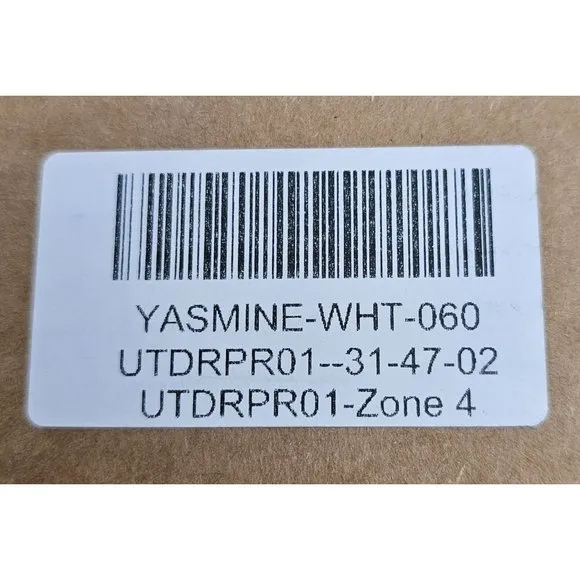 YASMINE-WHT-060
UTDRPR01--31-47-02
UTDRPR01-Zone 4